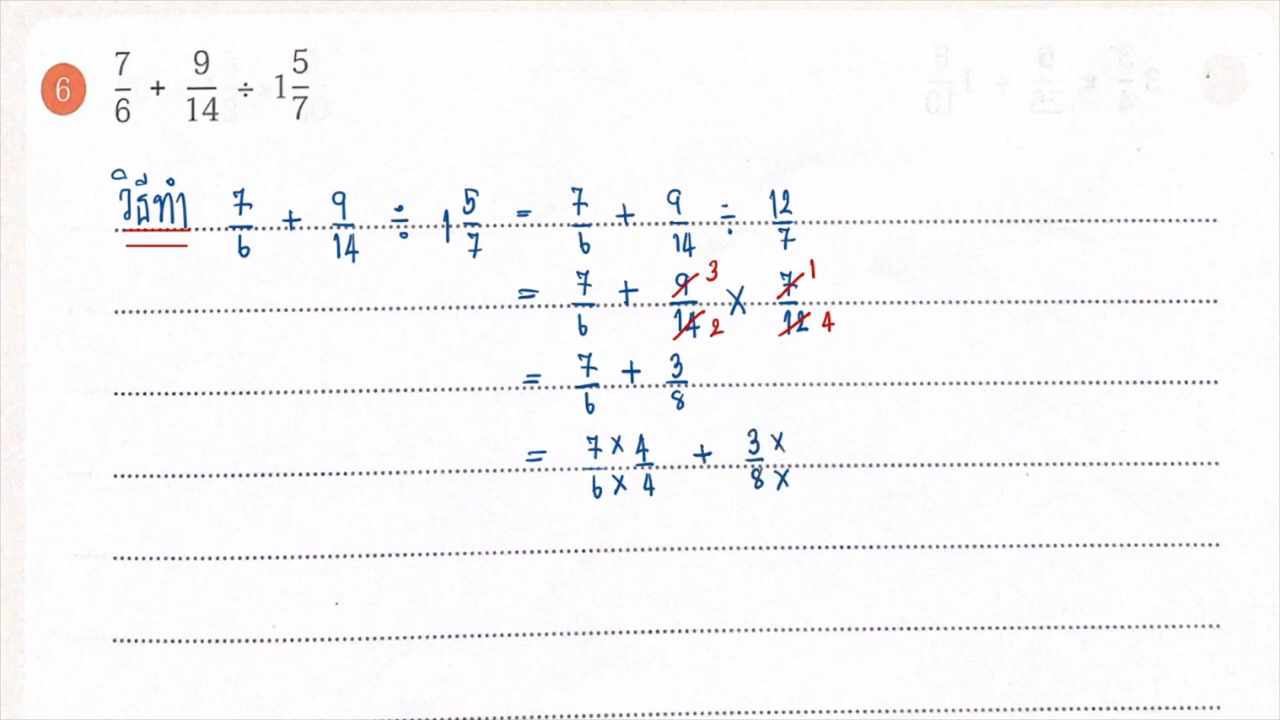 6 7/6 + 9/14 ÷ 1 5/7
วิธีทำ 7/6 + 9/14 ÷ 1 5/7 = 7/6 + 9/14 ÷ 12/7
= 7/6 + 9/14 3 2 × 7/12 1 4
= 7/6 + 3/8
= 7×4/6×4 + 3×/8×